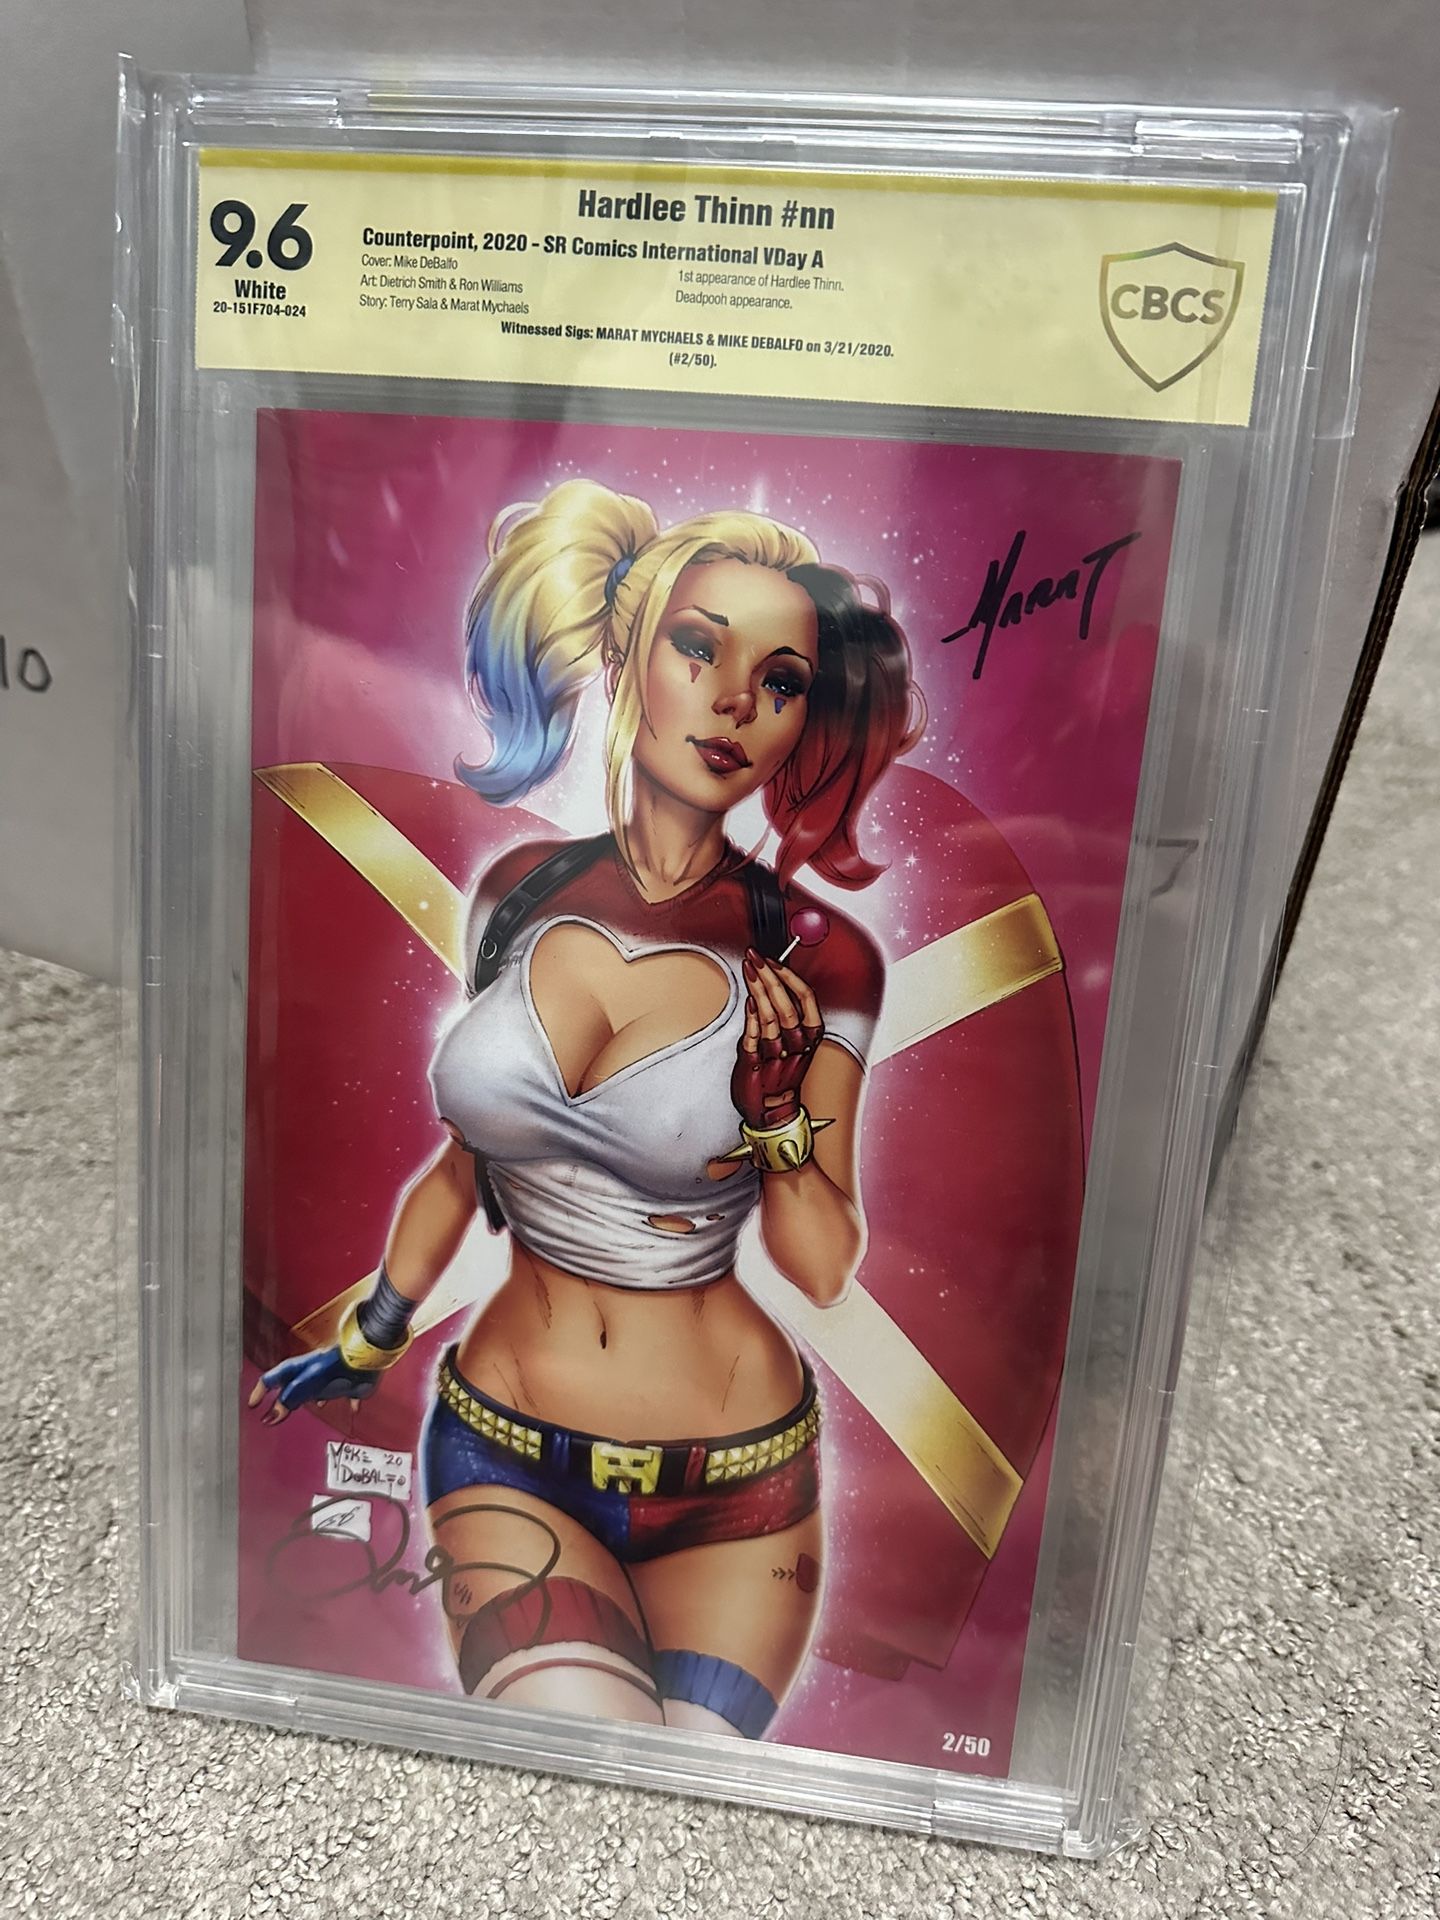 9.6
White
20-151F704-024
Hardlee Thinn #nn
Counterpoint, 2020 - SR Comics International VDay A
Cover: Mike DeBalfo
Art: Dietrich Smith & Ron Williams
Story: Terry Sala & Marat Mychaels
1st appearance of Hardlee Thinn.
Deadpooh appearance.
Witnessed Sigs: MARAT MYCHAELS & MIKE DEBALFO on 3/21/2020.
(#2/50).
CBCS
MARAT
10
7
MIKE '20
DEBALFO
2/50